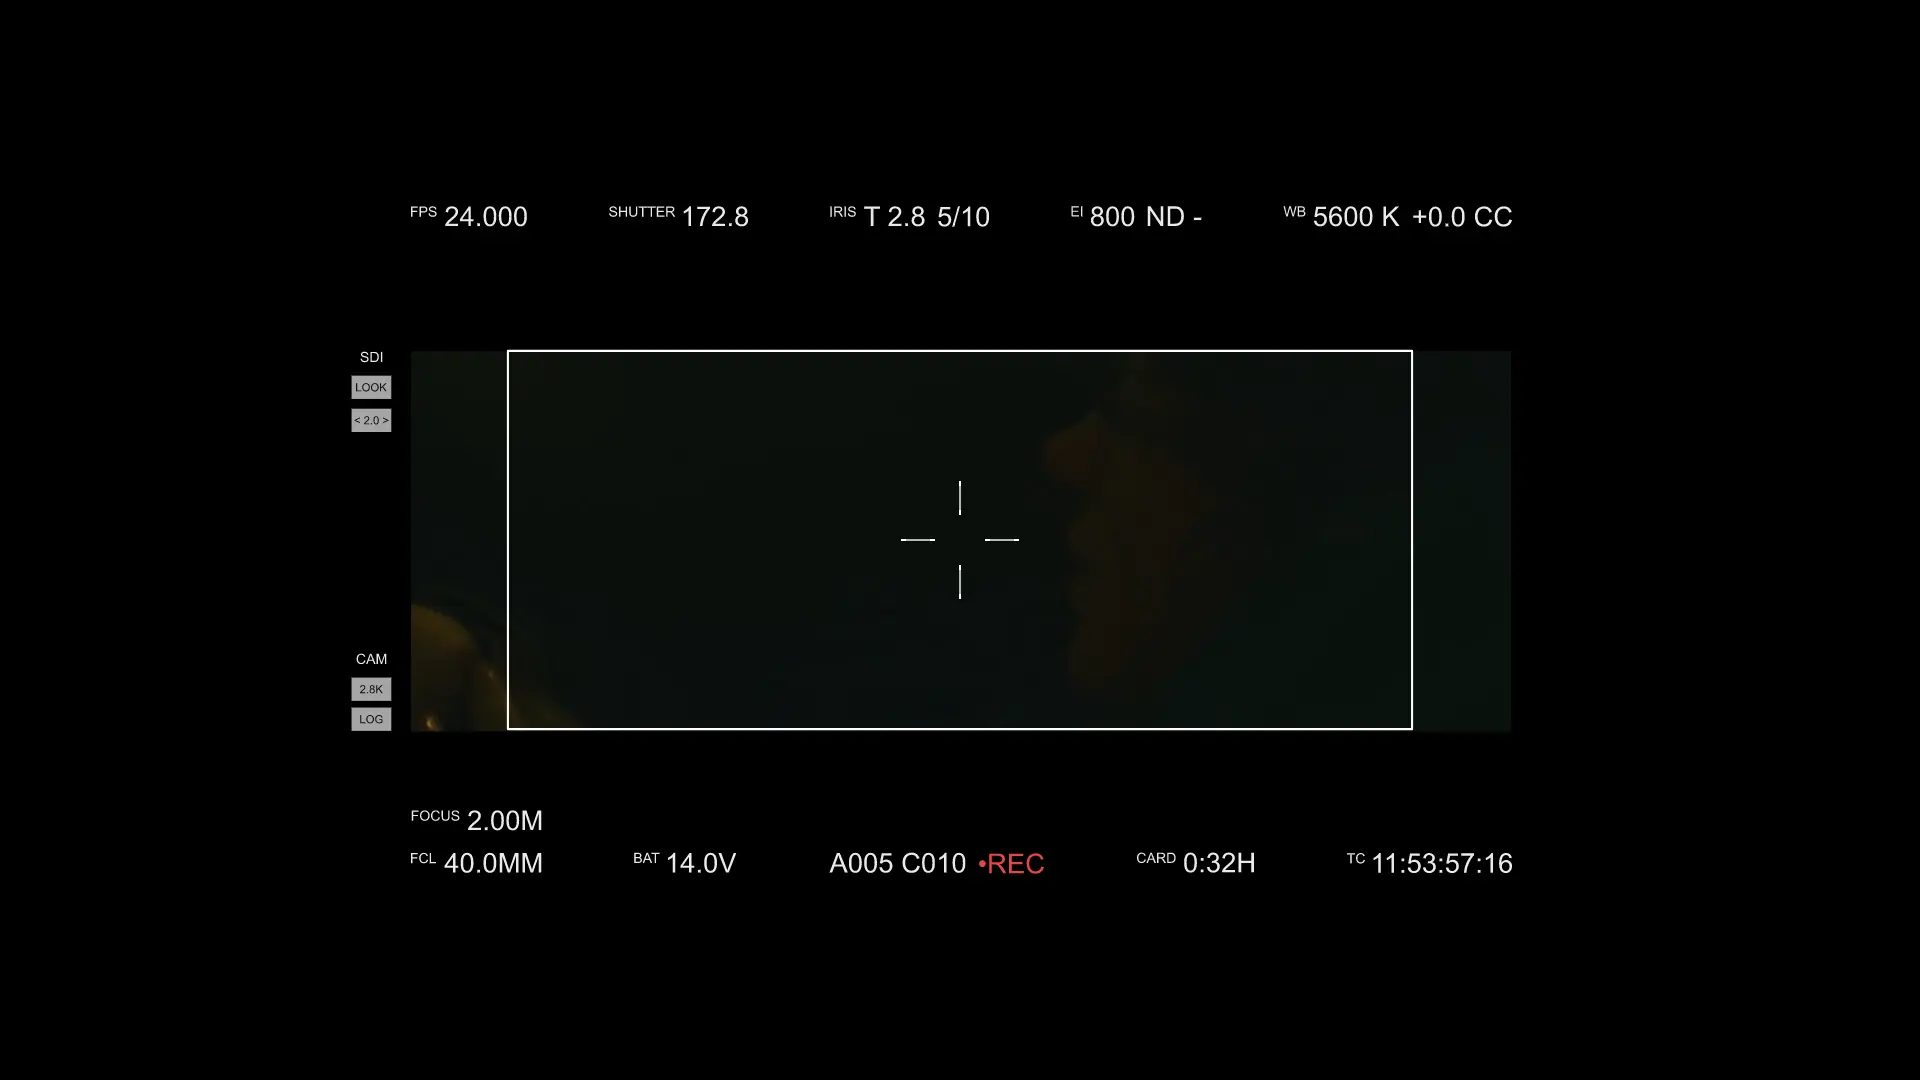 FPS 24.000 SHUTTER 172.8 IRIS T 2.8 5/10 EI 800 ND - WB 5600 K +0.0 CC
SDI
LOOK
< 2.0 >
CAM
2.8K
LOG
FOCUS 2.00M
FCL 40.0MM BAT 14.0V A005 C010 •REC CARD 0:32H TC 11:53:57:16